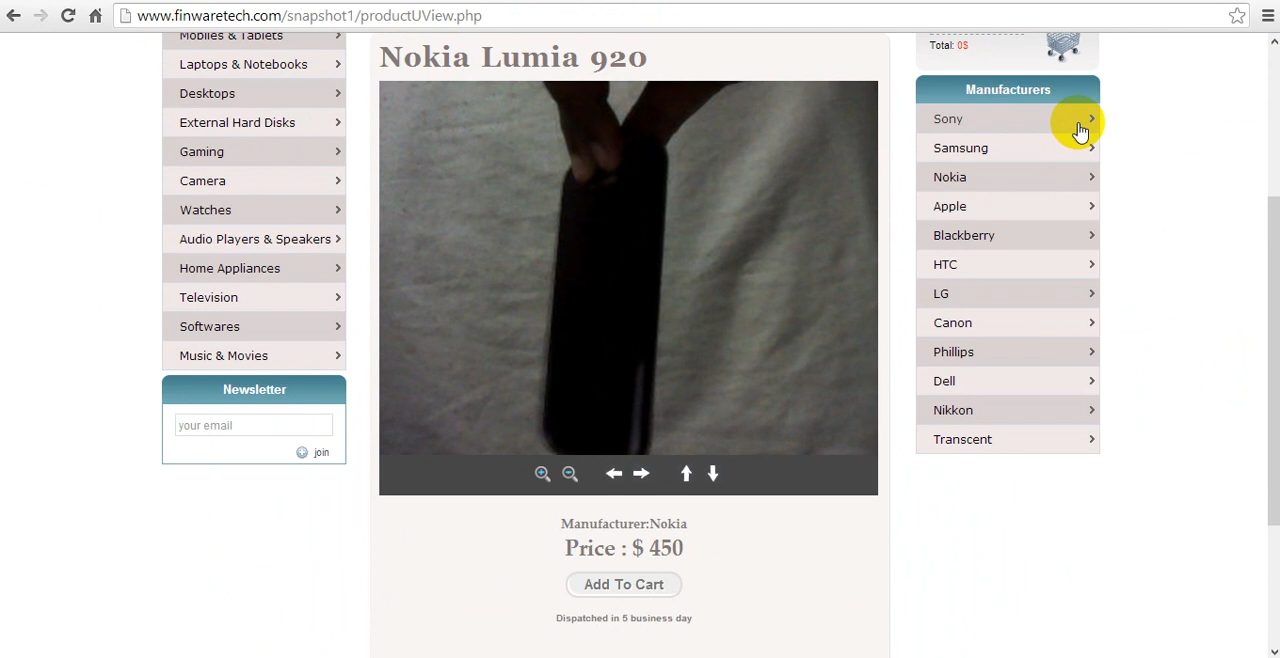 www.finwaretech.com/snapshot1/productUView.php
Mobiles & Tablets
Laptops & Notebooks
Desktops
External Hard Disks
Gaming
Camera
Watches
Audio Players & Speakers
Home Appliances
Television
Softwares
Music & Movies
Newsletter
your email
join
Nokia Lumia 920
Manufacturer:Nokia
Price : $ 450
Add To Cart
Dispatched in 5 business day
Total: 0$
Manufacturers
Sony
Samsung
Nokia
Apple
Blackberry
HTC
LG
Canon
Phillips
Dell
Nikkon
Transcent